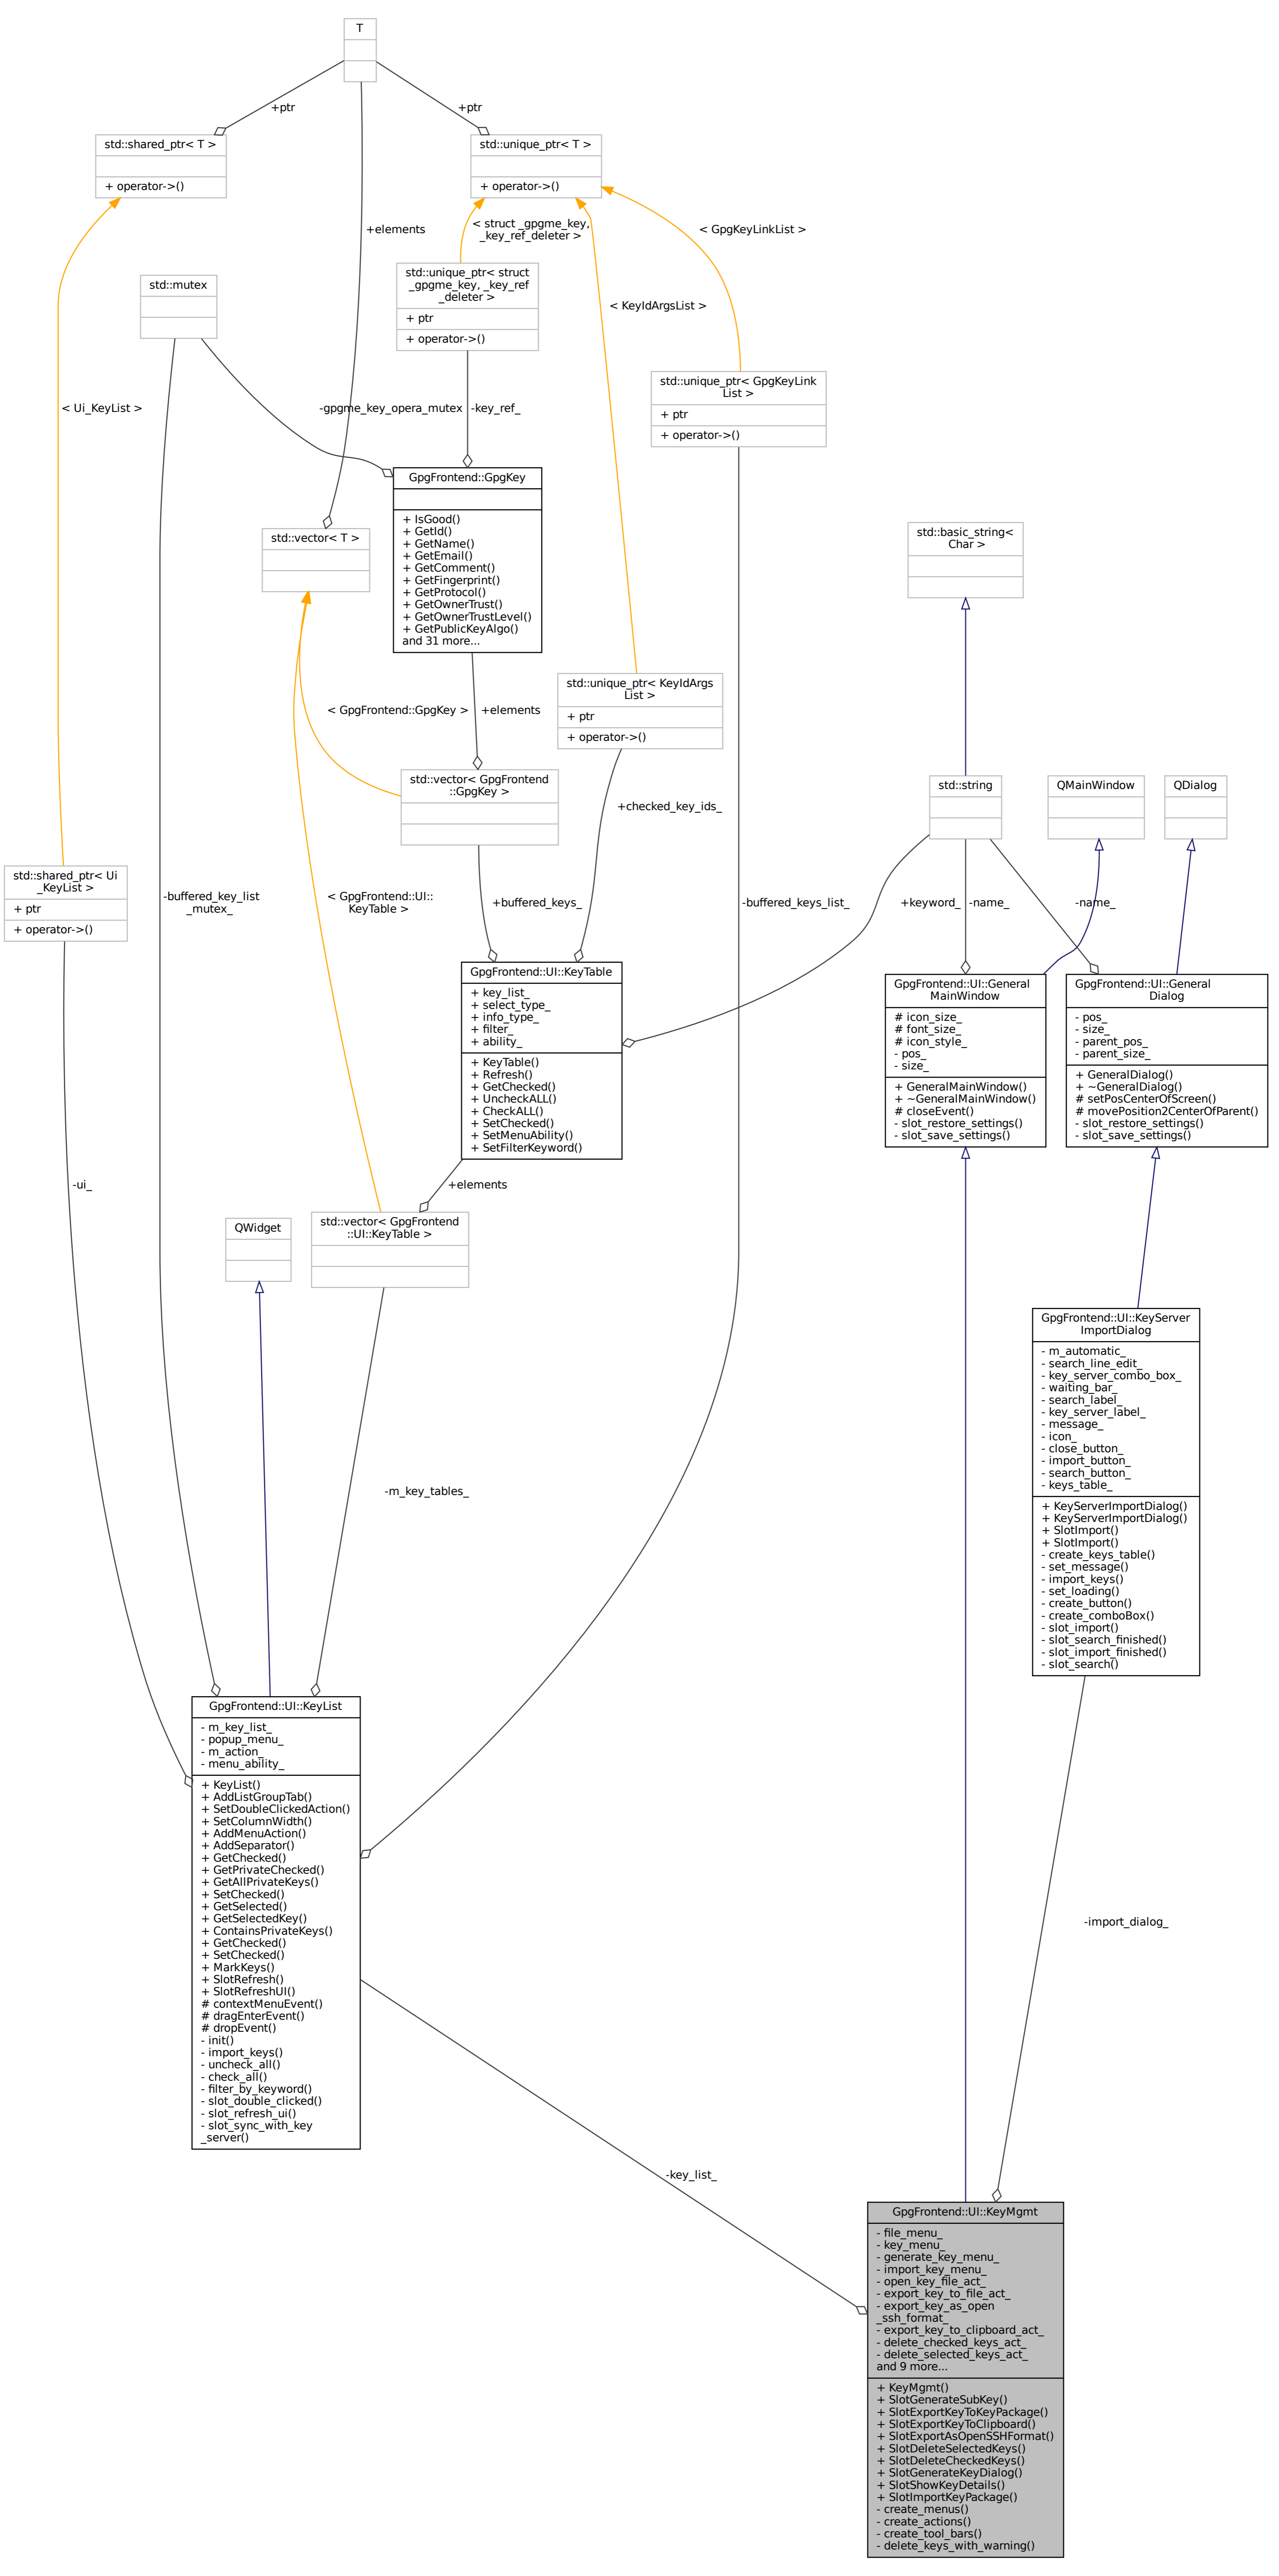 T
+ptr
+ptr
std::shared_ptr< T >
+ operator->()
std::unique_ptr< T >
+ operator->()
+elements
< struct _gpgme_key,
_key_ref_deleter >
< GpgKeyLinkList >
std::mutex
std::unique_ptr< struct
_gpgme_key, _key_ref
_deleter >
+ ptr
+ operator->()
< KeyIdArgsList >
std::unique_ptr< GpgKeyLink
List >
+ ptr
+ operator->()
< Ui_KeyList >
-gpgme_key_opera_mutex
-key_ref_
GpgFrontend::GpgKey
+ IsGood()
+ GetId()
+ GetName()
+ GetEmail()
+ GetComment()
+ GetFingerprint()
+ GetProtocol()
+ GetOwnerTrust()
+ GetOwnerTrustLevel()
+ GetPublicKeyAlgo()
and 31 more...
std::vector< T >
std::basic_string<
Char >
std::unique_ptr< KeyIdArgs
List >
+ ptr
+ operator->()
< GpgFrontend::GpgKey >
+elements
std::vector< GpgFrontend
::GpgKey >
std::string
QMainWindow
QDialog
+checked_key_ids_
std::shared_ptr< Ui
_KeyList >
+ ptr
+ operator->()
-buffered_key_list
_mutex_
< GpgFrontend::UI::
KeyTable >
+buffered_keys_
-buffered_keys_list_
+keyword_
-name_
-name_
GpgFrontend::UI::KeyTable
+ key_list_
+ select_type_
+ info_type_
+ filter_
+ ability_
+ KeyTable()
+ Refresh()
+ GetChecked()
+ UncheckALL()
+ CheckALL()
+ SetChecked()
+ SetMenuAbility()
+ SetFilterKeyword()
GpgFrontend::UI::General
MainWindow
# icon_size_
# font_size_
# icon_style_
- pos_
- size_
+ GeneralMainWindow()
+ ~GeneralMainWindow()
# closeEvent()
- slot_restore_settings()
- slot_save_settings()
GpgFrontend::UI::General
Dialog
- pos_
- size_
- parent_pos_
- parent_size_
+ GeneralDialog()
+ ~GeneralDialog()
# setPosCenterOfScreen()
# movePosition2CenterOfParent()
- slot_restore_settings()
- slot_save_settings()
-ui_
+elements
QWidget
std::vector< GpgFrontend
::UI::KeyTable >
GpgFrontend::UI::KeyServer
ImportDialog
- m_automatic_
- search_line_edit_
- key_server_combo_box_
- waiting_bar_
- search_label_
- key_server_label_
- message_
- icon_
- close_button_
- import_button_
- search_button_
- keys_table_
+ KeyServerImportDialog()
+ KeyServerImportDialog()
+ SlotImport()
+ SlotImport()
- create_keys_table()
- set_message()
- import_keys()
- set_loading()
- create_button()
- create_comboBox()
- slot_import()
- slot_search_finished()
- slot_import_finished()
- slot_search()
-m_key_tables_
GpgFrontend::UI::KeyList
- m_key_list_
- popup_menu_
- m_action_
- menu_ability_
+ KeyList()
+ AddListGroupTab()
+ SetDoubleClickedAction()
+ SetColumnWidth()
+ AddMenuAction()
+ AddSeparator()
+ GetChecked()
+ GetPrivateChecked()
+ GetAllPrivateKeys()
+ SetChecked()
+ GetSelected()
+ GetSelectedKey()
+ ContainsPrivateKeys()
+ GetChecked()
+ SetChecked()
+ MarkKeys()
+ SlotRefresh()
+ SlotRefreshUI()
# contextMenuEvent()
# dragEnterEvent()
# dropEvent()
- init()
- import_keys()
- uncheck_all()
- check_all()
- filter_by_keyword()
- slot_double_clicked()
- slot_refresh_ui()
- slot_sync_with_key
_server()
-import_dialog_
-key_list_
GpgFrontend::UI::KeyMgmt
- file_menu_
- key_menu_
- generate_key_menu_
- import_key_menu_
- open_key_file_act_
- export_key_to_file_act_
- export_key_as_open
_ssh_format_
- export_key_to_clipboard_act_
- delete_checked_keys_act_
- delete_selected_keys_act_
and 9 more...
+ KeyMgmt()
+ SlotGenerateSubKey()
+ SlotExportKeyToKeyPackage()
+ SlotExportKeyToClipboard()
+ SlotExportAsOpenSSHFormat()
+ SlotDeleteSelectedKeys()
+ SlotDeleteCheckedKeys()
+ SlotGenerateKeyDialog()
+ SlotShowKeyDetails()
+ SlotImportKeyPackage()
- create_menus()
- create_actions()
- create_tool_bars()
- delete_keys_with_warning()